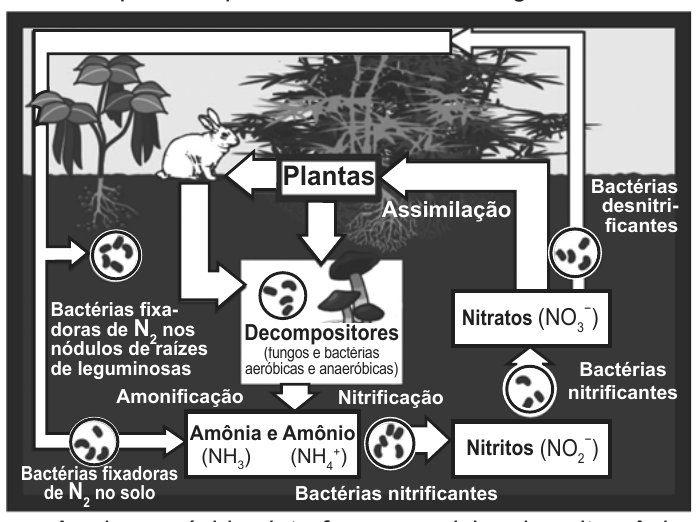 Plantas
Assimilação
Bactérias
desnitri-
ficantes
Bactérias fixa-
doras de N₂ nos
nódulos de raízes
de leguminosas
Decompositores
(fungos e bactérias
aeróbicas e anaeróbicas)
Nitratos (NO₃⁻)
Bactérias
nitrificantes
Amonificação
Nitrificação
Amônia e Amônio
(NH₃) (NH₄⁺)
Nitritos (NO₂⁻)
Bactérias fixadoras
de N₂ no solo
Bactérias nitrificantes